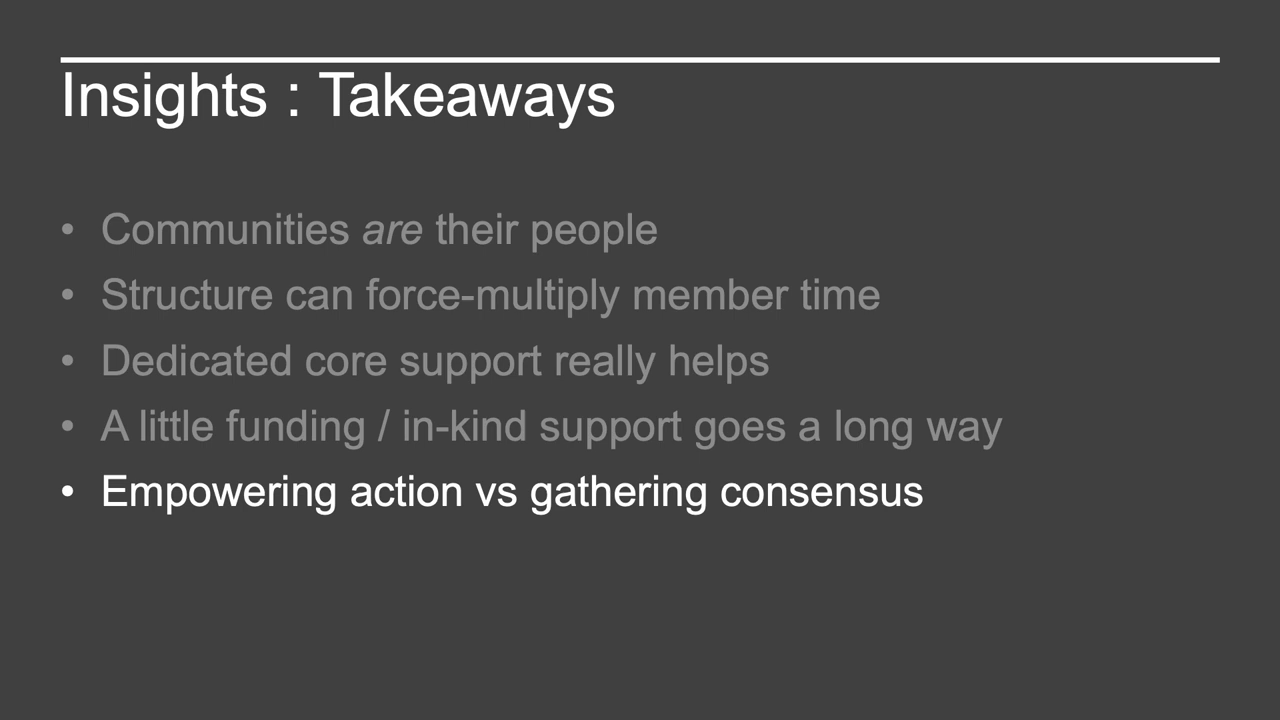 Insights : Takeaways
• Communities are their people
• Structure can force-multiply member time
• Dedicated core support really helps
• A little funding / in-kind support goes a long way
• Empowering action vs gathering consensus